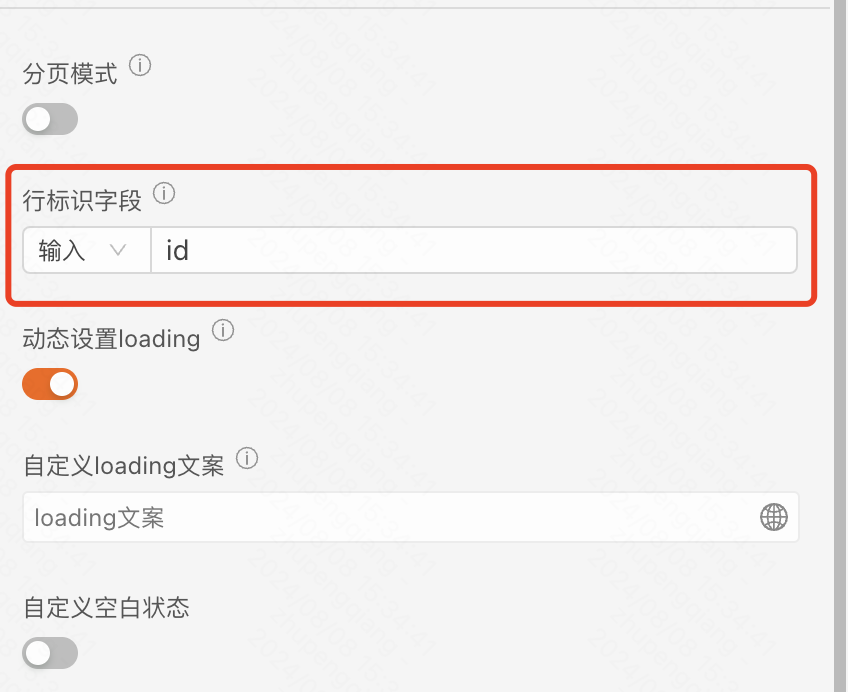 分页模式
行标识字段
输入 id
动态设置loading
自定义loading文案
loading文案
自定义空白状态